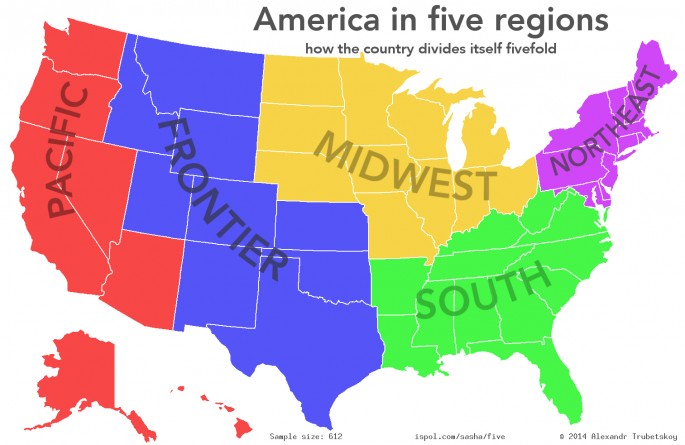 America in five regions
how the country divides itself fivefold
PACIFIC
FRONTIER
MIDWEST
NORTHEAST
SOUTH
Sample size: 612
ispol.com/sasha/five
© 2014 Alexandr Trubetskoy